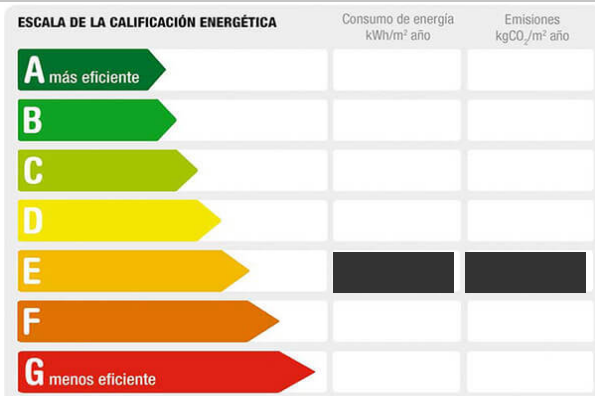 ESCALA DE LA CALIFICACIÓN ENERGÉTICA
Consumo de energía
kWh/m² año
Emisiones
kgCO₂/m² año
A más eficiente
B
C
D
E
F
G menos eficiente